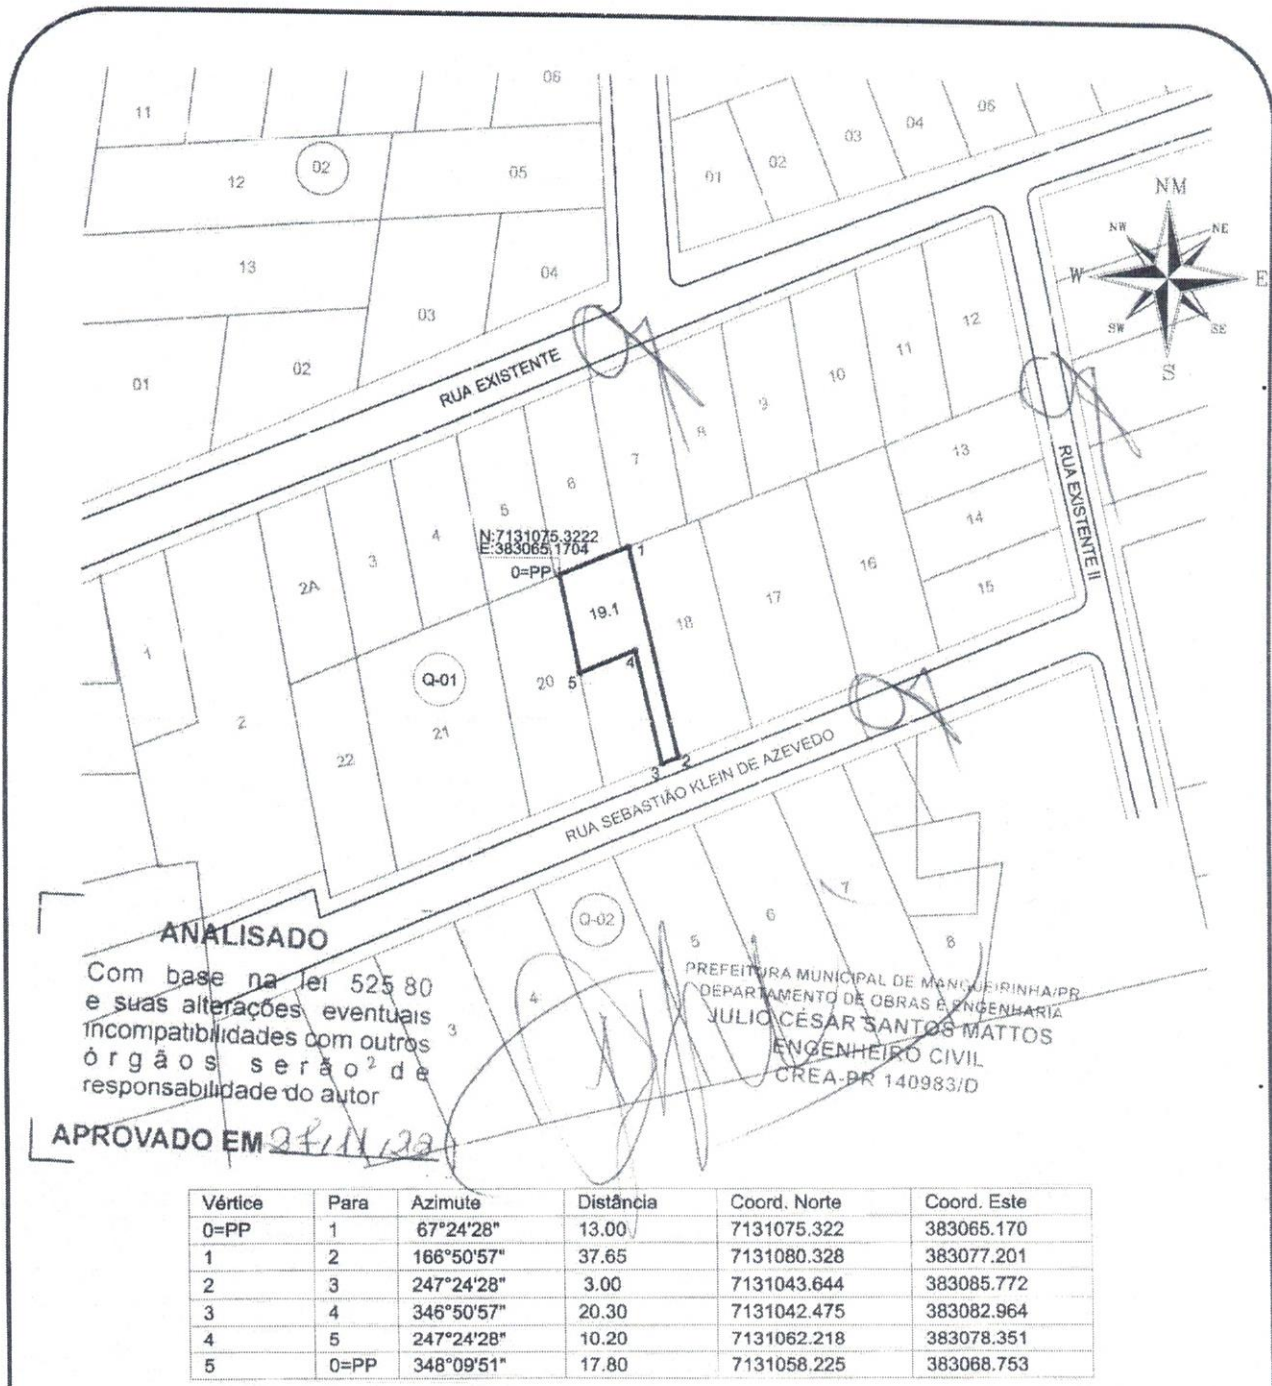 06
11
02
12
05
13
04
03
02
01
01
02
03
04
05
NM
NW
NE
W
E
SW
SE
S
RUA EXISTENTE
12
11
10
9
8
7
6
5
4
3
2A
1
2
13
14
15
16
17
18
RUA EXISTENTE II
N:7131075.3222
E:383065.1704
0=PP
1
19.1
4
5
20
Q-01
21
22
3
2
RUA SEBASTIÃO KLEIN DE AZEVEDO
Q-02
7
6
5
8
4
3
2
ANALISADO
Com base na lei 525 80
e suas alterações eventuais
incompatibilidades com outros
órgãos serão de
responsabilidade do autor
APROVADO EM
PREFEITURA MUNICIPAL DE MANGUEIRINHA/PR
DEPARTAMENTO DE OBRAS E ENGENHARIA
JULIO CÉSAR SANTOS MATTOS
ENGENHEIRO CIVIL
CREA-PR 140983/D
Vértice Para Azimute Distância Coord. Norte Coord. Este
0=PP 1 67°24'28" 13.00 7131075.322 383065.170
1 2 166°50'57" 37.65 7131080.328 383077.201
2 3 247°24'28" 3.00 7131043.644 383085.772
3 4 346°50'57" 20.30 7131042.475 383082.964
4 5 247°24'28" 10.20 7131062.218 383078.351
5 0=PP 348°09'51" 17.80 7131058.225 383068.753